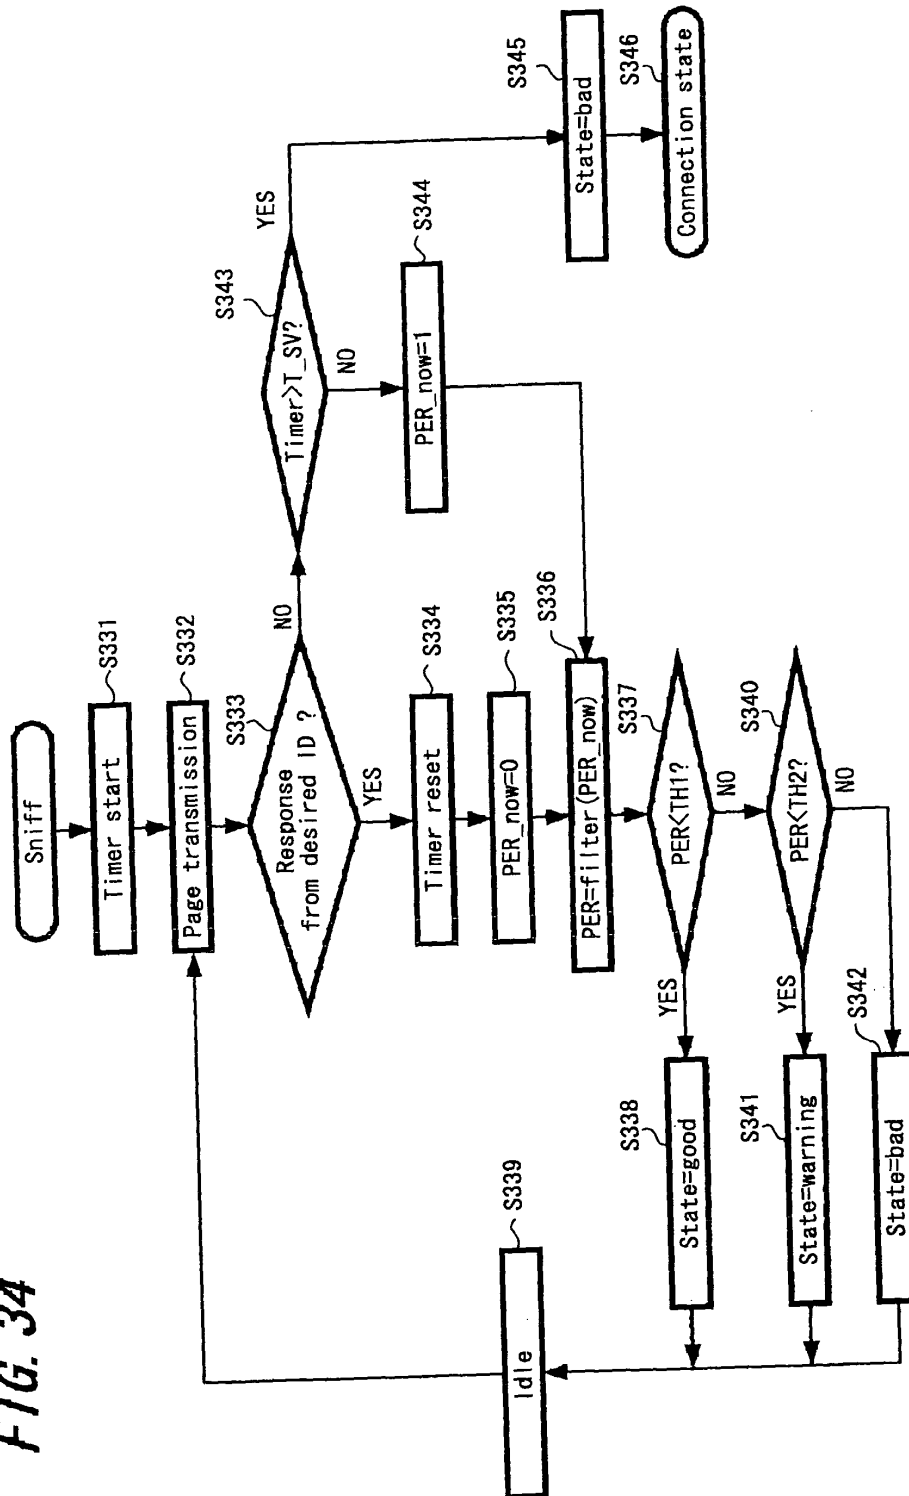 FIG. 34
Sniff
S331
Timer start
S332
Page transmission
S333
Response
from desired ID ?
NO
YES
S334
Timer reset
S335
PER_now=0
S336
PER=filter(PER_now)
S337
PER<TH1?
YES
NO
S338
State=good
S339
Idle
S340
PER<TH2?
YES
NO
S341
State=warning
S342
State=bad
S343
Timer>T_SV?
YES
NO
S344
PER_now=1
S345
State=bad
S346
Connection state